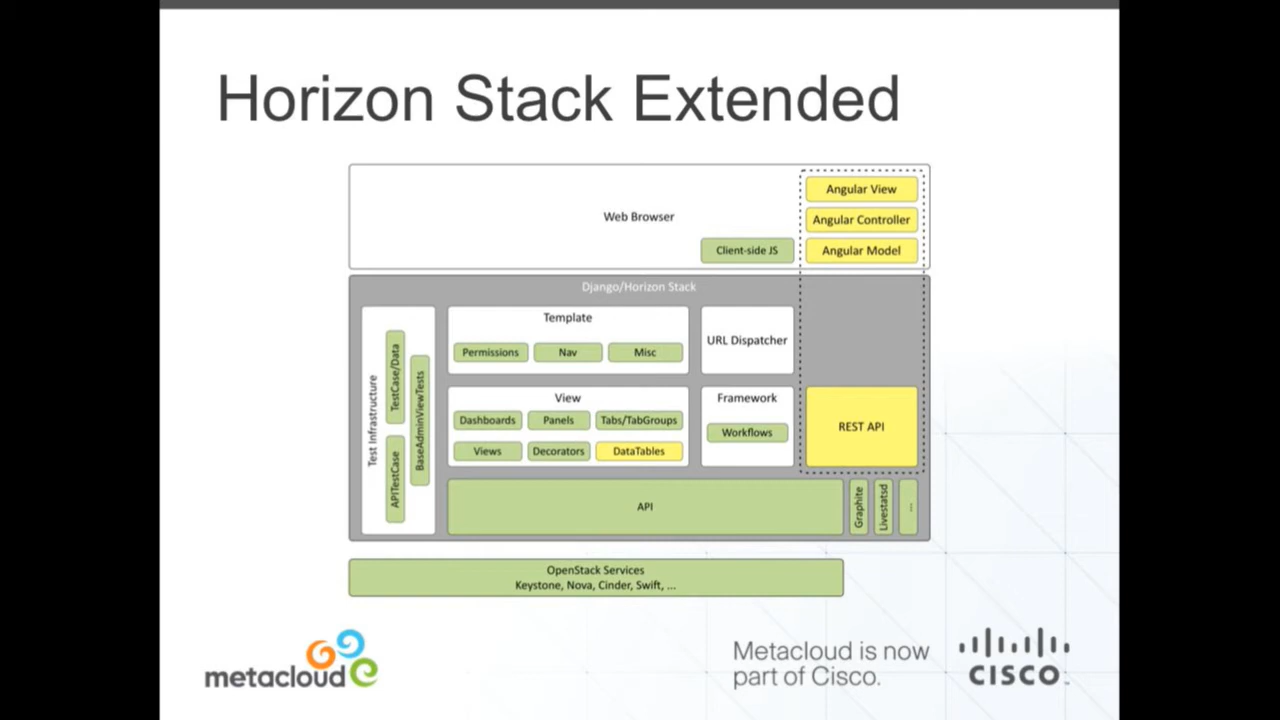 Horizon Stack Extended
Web Browser
Client-side JS
Angular View
Angular Controller
Angular Model
Django/Horizon Stack
Test Infrastructure
TestCase/Data
APITestCase
BaseAdminViewTests
Template
Permissions
Nav
Misc
URL Dispatcher
View
Dashboards
Panels
Tabs/TabGroups
Views
Decorators
DataTables
Framework
Workflows
REST API
API
Graphite
Livestatsd
...
OpenStack Services
Keystone, Nova, Cinder, Swift, ...
metacloud
Metacloud is now
part of Cisco.
CISCO